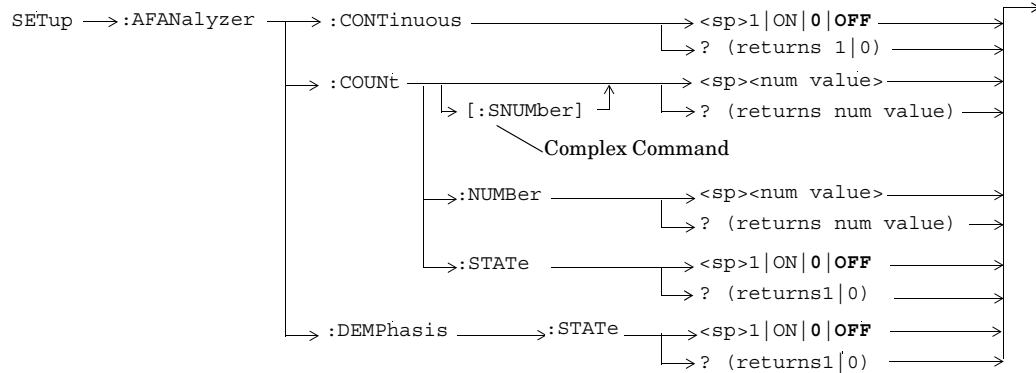 SETup :AFANalyzer :CONTinuous <sp>1|ON|0|OFF
? (returns 1|0)
:COUNt <sp><num value>
[:SNUMber] ? (returns num value)
Complex Command
:NUMBer <sp><num value>
? (returns num value)
:STATe <sp>1|ON|0|OFF
? (returns1|0)
:DEMPhasis :STATe <sp>1|ON|0|OFF
? (returns1|0)